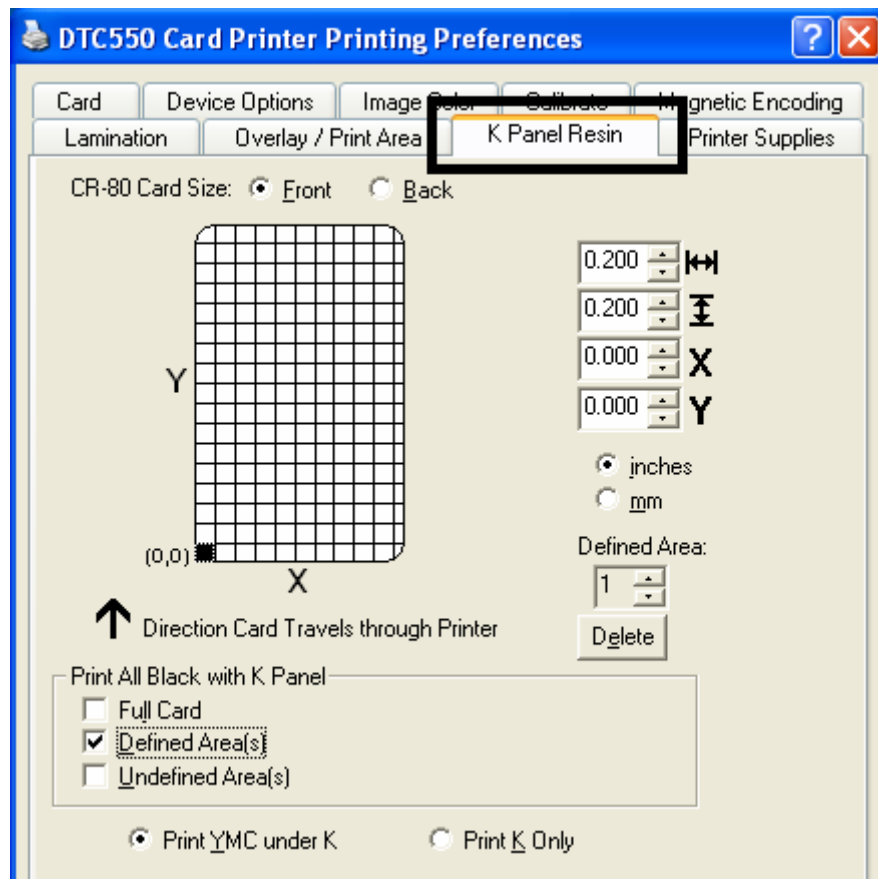 DTC550 Card Printer Printing Preferences
Card Device Options Image Color Calibrate Magnetic Encoding
Lamination Overlay / Print Area K Panel Resin Printer Supplies
CR-80 Card Size: Front Back
0.200
0.200
0.000 X
0.000 Y
Y
inches
mm
(0,0)
X
Defined Area:
1
Direction Card Travels through Printer
Delete
Print All Black with K Panel
Full Card
Defined Area(s)
Undefined Area(s)
Print YMC under K Print K Only